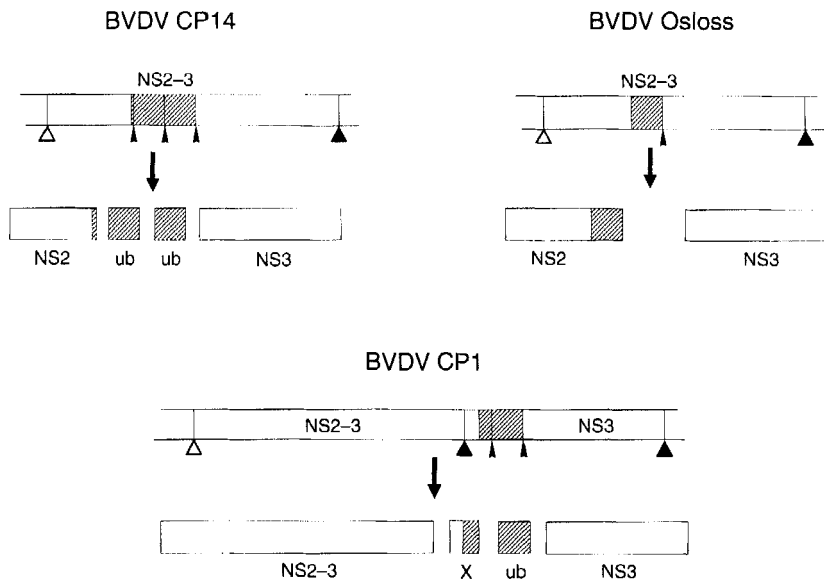 BVDV CP14
NS2–3
NS2 ub ub NS3
BVDV Osloss
NS2–3
NS2 NS3
BVDV CP1
NS2–3 NS3
NS2–3 X ub NS3